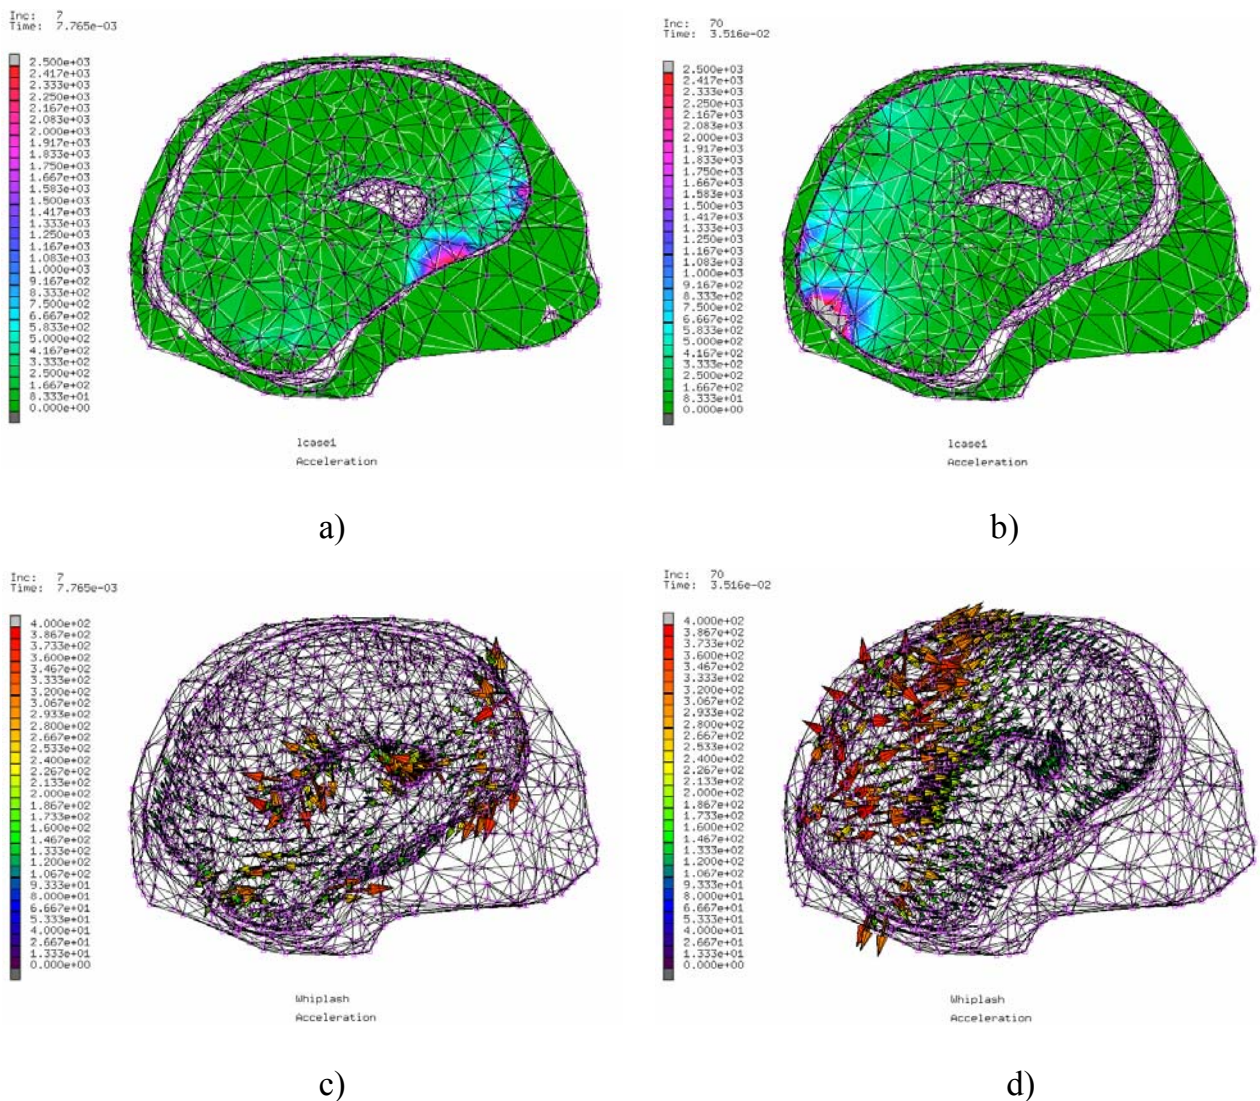 Inc: 7
Time: 7.765e-03
2.500e+03
2.417e+03
2.333e+03
2.250e+03
2.167e+03
2.083e+03
2.000e+03
1.917e+03
1.833e+03
1.750e+03
1.667e+03
1.583e+03
1.500e+03
1.417e+03
1.333e+03
1.250e+03
1.167e+03
1.083e+03
1.000e+03
9.167e+02
8.333e+02
7.500e+02
6.667e+02
5.833e+02
5.000e+02
4.167e+02
3.333e+02
2.500e+02
1.667e+02
8.333e+01
0.000e+00
lcase1
Acceleration
a)
Inc: 70
Time: 3.516e-02
2.500e+03
2.417e+03
2.333e+03
2.250e+03
2.167e+03
2.083e+03
2.000e+03
1.917e+03
1.833e+03
1.750e+03
1.667e+03
1.583e+03
1.500e+03
1.417e+03
1.333e+03
1.250e+03
1.167e+03
1.083e+03
1.000e+03
9.167e+02
8.333e+02
7.500e+02
6.667e+02
5.833e+02
5.000e+02
4.167e+02
3.333e+02
2.500e+02
1.667e+02
8.333e+01
0.000e+00
lcase1
Acceleration
b)
Inc: 7
Time: 7.765e-03
4.000e+02
3.867e+02
3.733e+02
3.600e+02
3.467e+02
3.333e+02
3.200e+02
3.067e+02
2.933e+02
2.800e+02
2.667e+02
2.533e+02
2.400e+02
2.267e+02
2.133e+02
2.000e+02
1.867e+02
1.733e+02
1.600e+02
1.467e+02
1.333e+02
1.200e+02
1.067e+02
9.333e+01
8.000e+01
6.667e+01
5.333e+01
4.000e+01
2.667e+01
1.333e+01
0.000e+00
Whiplash
Acceleration
c)
Inc: 70
Time: 3.516e-02
4.000e+02
3.867e+02
3.733e+02
3.600e+02
3.467e+02
3.333e+02
3.200e+02
3.067e+02
2.933e+02
2.800e+02
2.667e+02
2.533e+02
2.400e+02
2.267e+02
2.133e+02
2.000e+02
1.867e+02
1.733e+02
1.600e+02
1.467e+02
1.333e+02
1.200e+02
1.067e+02
9.333e+01
8.000e+01
6.667e+01
5.333e+01
4.000e+01
2.667e+01
1.333e+01
0.000e+00
Whiplash
Acceleration
d)